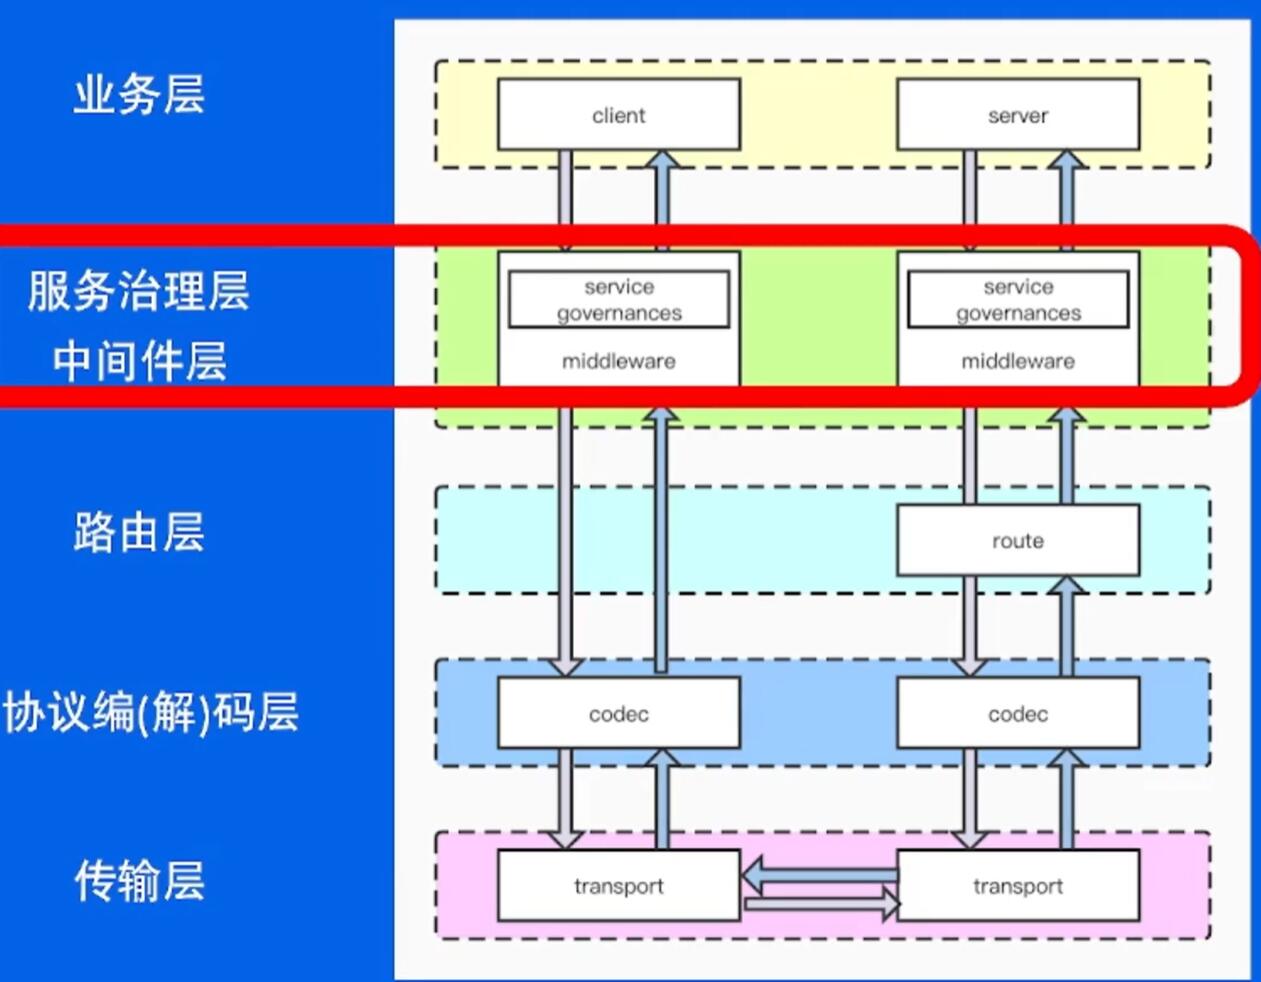 业务层
client
server
服务治理层
中间件层
service
governances
middleware
service
governances
middleware
路由层
route
协议编(解)码层
codec
codec
传输层
transport
transport